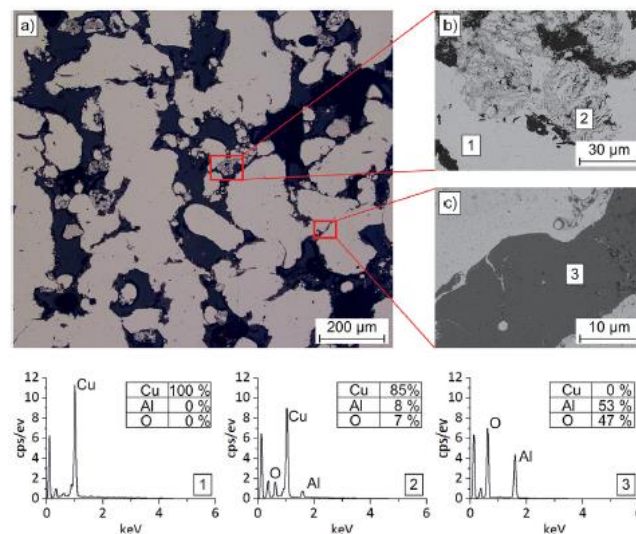 a)
200 µm
b)
1
2
30 µm
c)
3
10 µm
12
10
8
6
4
2
0
cps/ev
Cu
Cu 100 %
Al 0 %
O 0 %
1
0 2 4 6
keV
12
10
8
6
4
2
0
cps/ev
Cu
O
Al
Cu 85%
Al 8 %
O 7 %
2
0 2 4 6
keV
12
10
8
6
4
2
0
cps/ev
O
Al
Cu 0 %
Al 53 %
O 47 %
3
0 2 4 6
keV